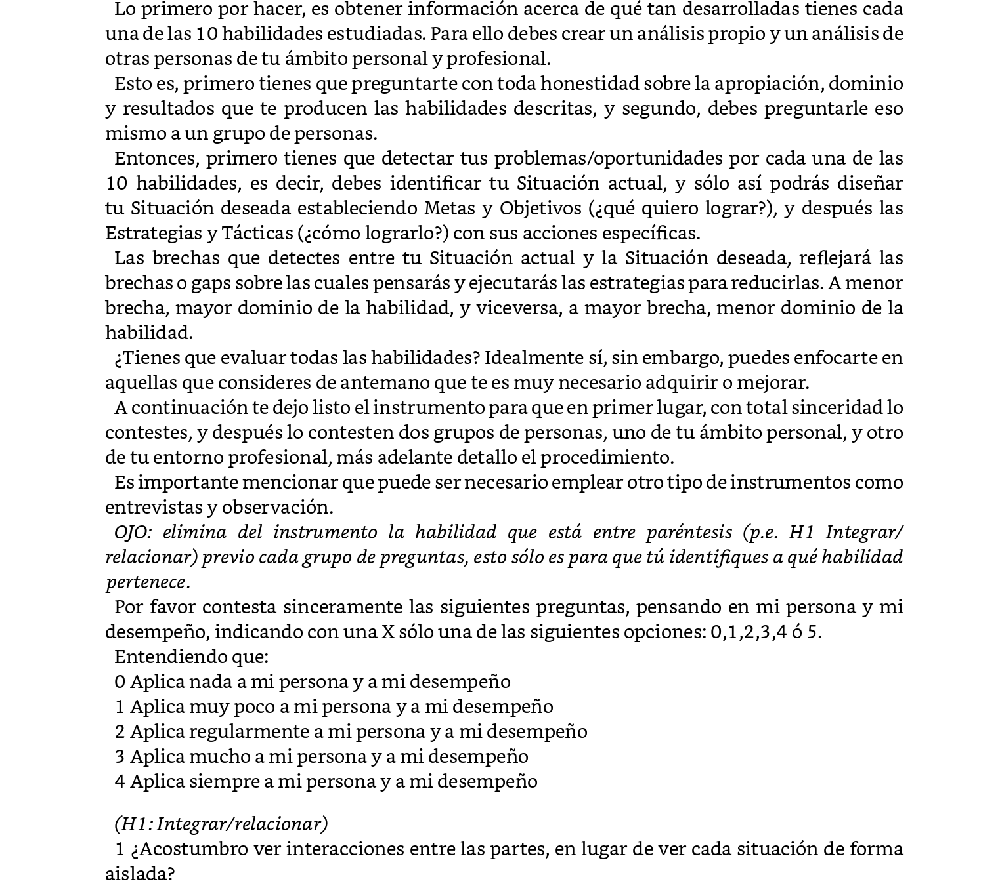 Lo primero por hacer, es obtener información acerca de qué tan desarrolladas tienes cada
una de las 10 habilidades estudiadas. Para ello debes crear un análisis propio y un análisis de
otras personas de tu ámbito personal y profesional.
Esto es, primero tienes que preguntarte con toda honestidad sobre la apropiación, dominio
y resultados que te producen las habilidades descritas, y segundo, debes preguntarle eso
mismo a un grupo de personas.
Entonces, primero tienes que detectar tus problemas/oportunidades por cada una de las
10 habilidades, es decir, debes identificar tu Situación actual, y sólo así podrás diseñar
tu Situación deseada estableciendo Metas y Objetivos (¿qué quiero lograr?), y después las
Estrategias y Tácticas (¿cómo lograrlo?) con sus acciones específicas.
Las brechas que detectes entre tu Situación actual y la Situación deseada, reflejará las
brechas o gaps sobre las cuales pensarás y ejecutarás las estrategias para reducirlas. A menor
brecha, mayor dominio de la habilidad, y viceversa, a mayor brecha, menor dominio de la
habilidad.
¿Tienes que evaluar todas las habilidades? Idealmente sí, sin embargo, puedes enfocarte en
aquellas que consideres de antemano que te es muy necesario adquirir o mejorar.
A continuación te dejo listo el instrumento para que en primer lugar, con total sinceridad lo
contestes, y después lo contesten dos grupos de personas, uno de tu ámbito personal, y otro
de tu entorno profesional, más adelante detallo el procedimiento.
Es importante mencionar que puede ser necesario emplear otro tipo de instrumentos como
entrevistas y observación.
OJO: elimina del instrumento la habilidad que está entre paréntesis (p.e. H1 Integrar/
relacionar) previo cada grupo de preguntas, esto sólo es para que tú identifiques a qué habilidad
pertenece.
Por favor contesta sinceramente las siguientes preguntas, pensando en mi persona y mi
desempeño, indicando con una X sólo una de las siguientes opciones: 0,1,2,3,4 ó 5.
Entendiendo que:
0 Aplica nada a mi persona y a mi desempeño
1 Aplica muy poco a mi persona y a mi desempeño
2 Aplica regularmente a mi persona y a mi desempeño
3 Aplica mucho a mi persona y a mi desempeño
4 Aplica siempre a mi persona y a mi desempeño
(H1: Integrar/relacionar)
1 ¿Acostumbro ver interacciones entre las partes, en lugar de ver cada situación de forma
aislada?